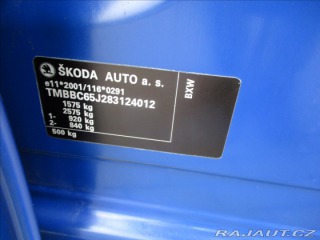 ŠKODA AUTO a. s.
e11*2001/116*0291
TMBBC65J283124012
1575 kg
2575 kg
1- 920 kg
2- 840 kg
500 kg
BXW
RAJAUT.CZ